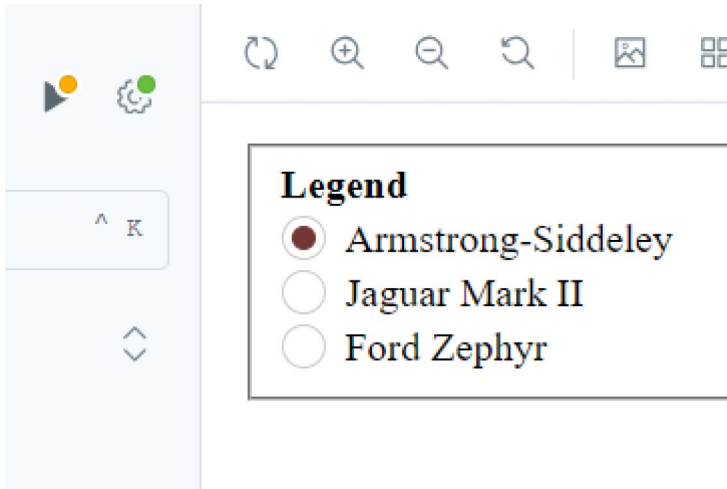 ^ K
Legend
Armstrong-Siddeley
Jaguar Mark II
Ford Zephyr